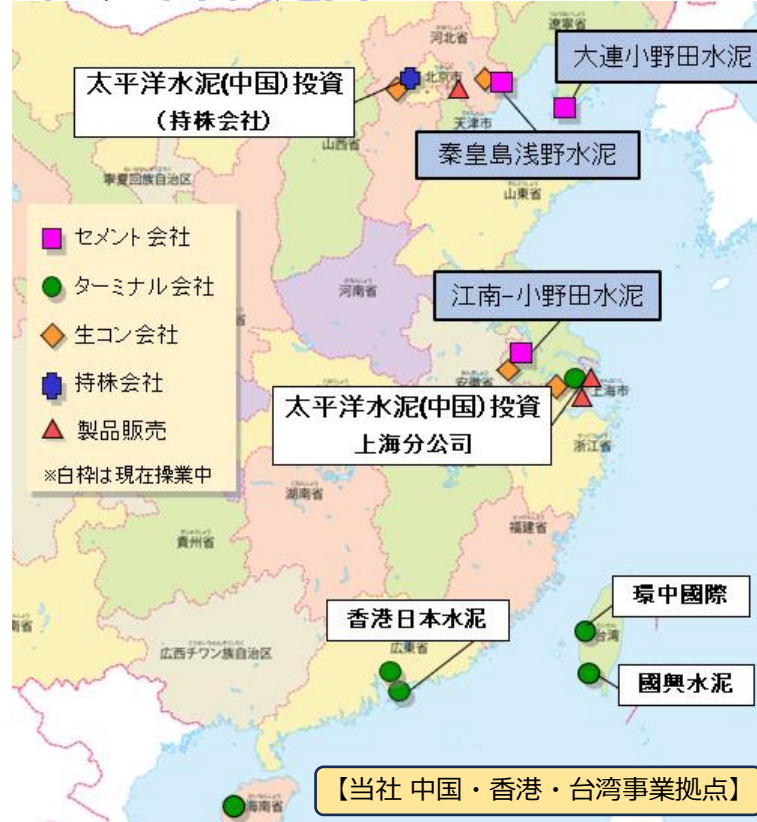 河北省
遼寧省
大連小野田水泥
太平洋水泥(中国)投資
(持株会社)
北京市
天津市
秦皇島浅野水泥
山西省
寧夏回族自治区
山東省
セメント会社
ターミナル会社
生コン会社
持株会社
製品販売
※白枠は現在操業中
河南省
江南-小野田水泥
安徽省
上海市
太平洋水泥(中国)投資
上海分公司
浙江省
湖南省
福建省
貴州省
環中國際
香港日本水泥
台湾
南省
広東省
広西チワン族自治区
國興水泥
【当社 中国・香港・台湾事業拠点】
海南省